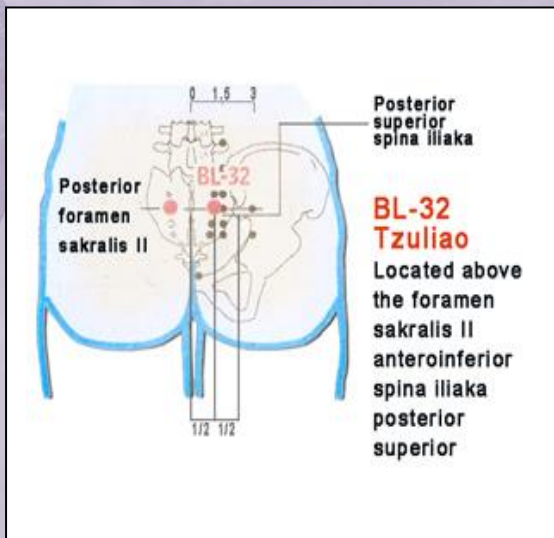 0 1,5 3
Posterior
superior
spina iliaka
BL-32
Posterior
foramen
sakralis II
BL-32
Tzuliao
Located above
the foramen
sakralis II
anteroinferior
spina iliaka
posterior
superior
1/2 1/2